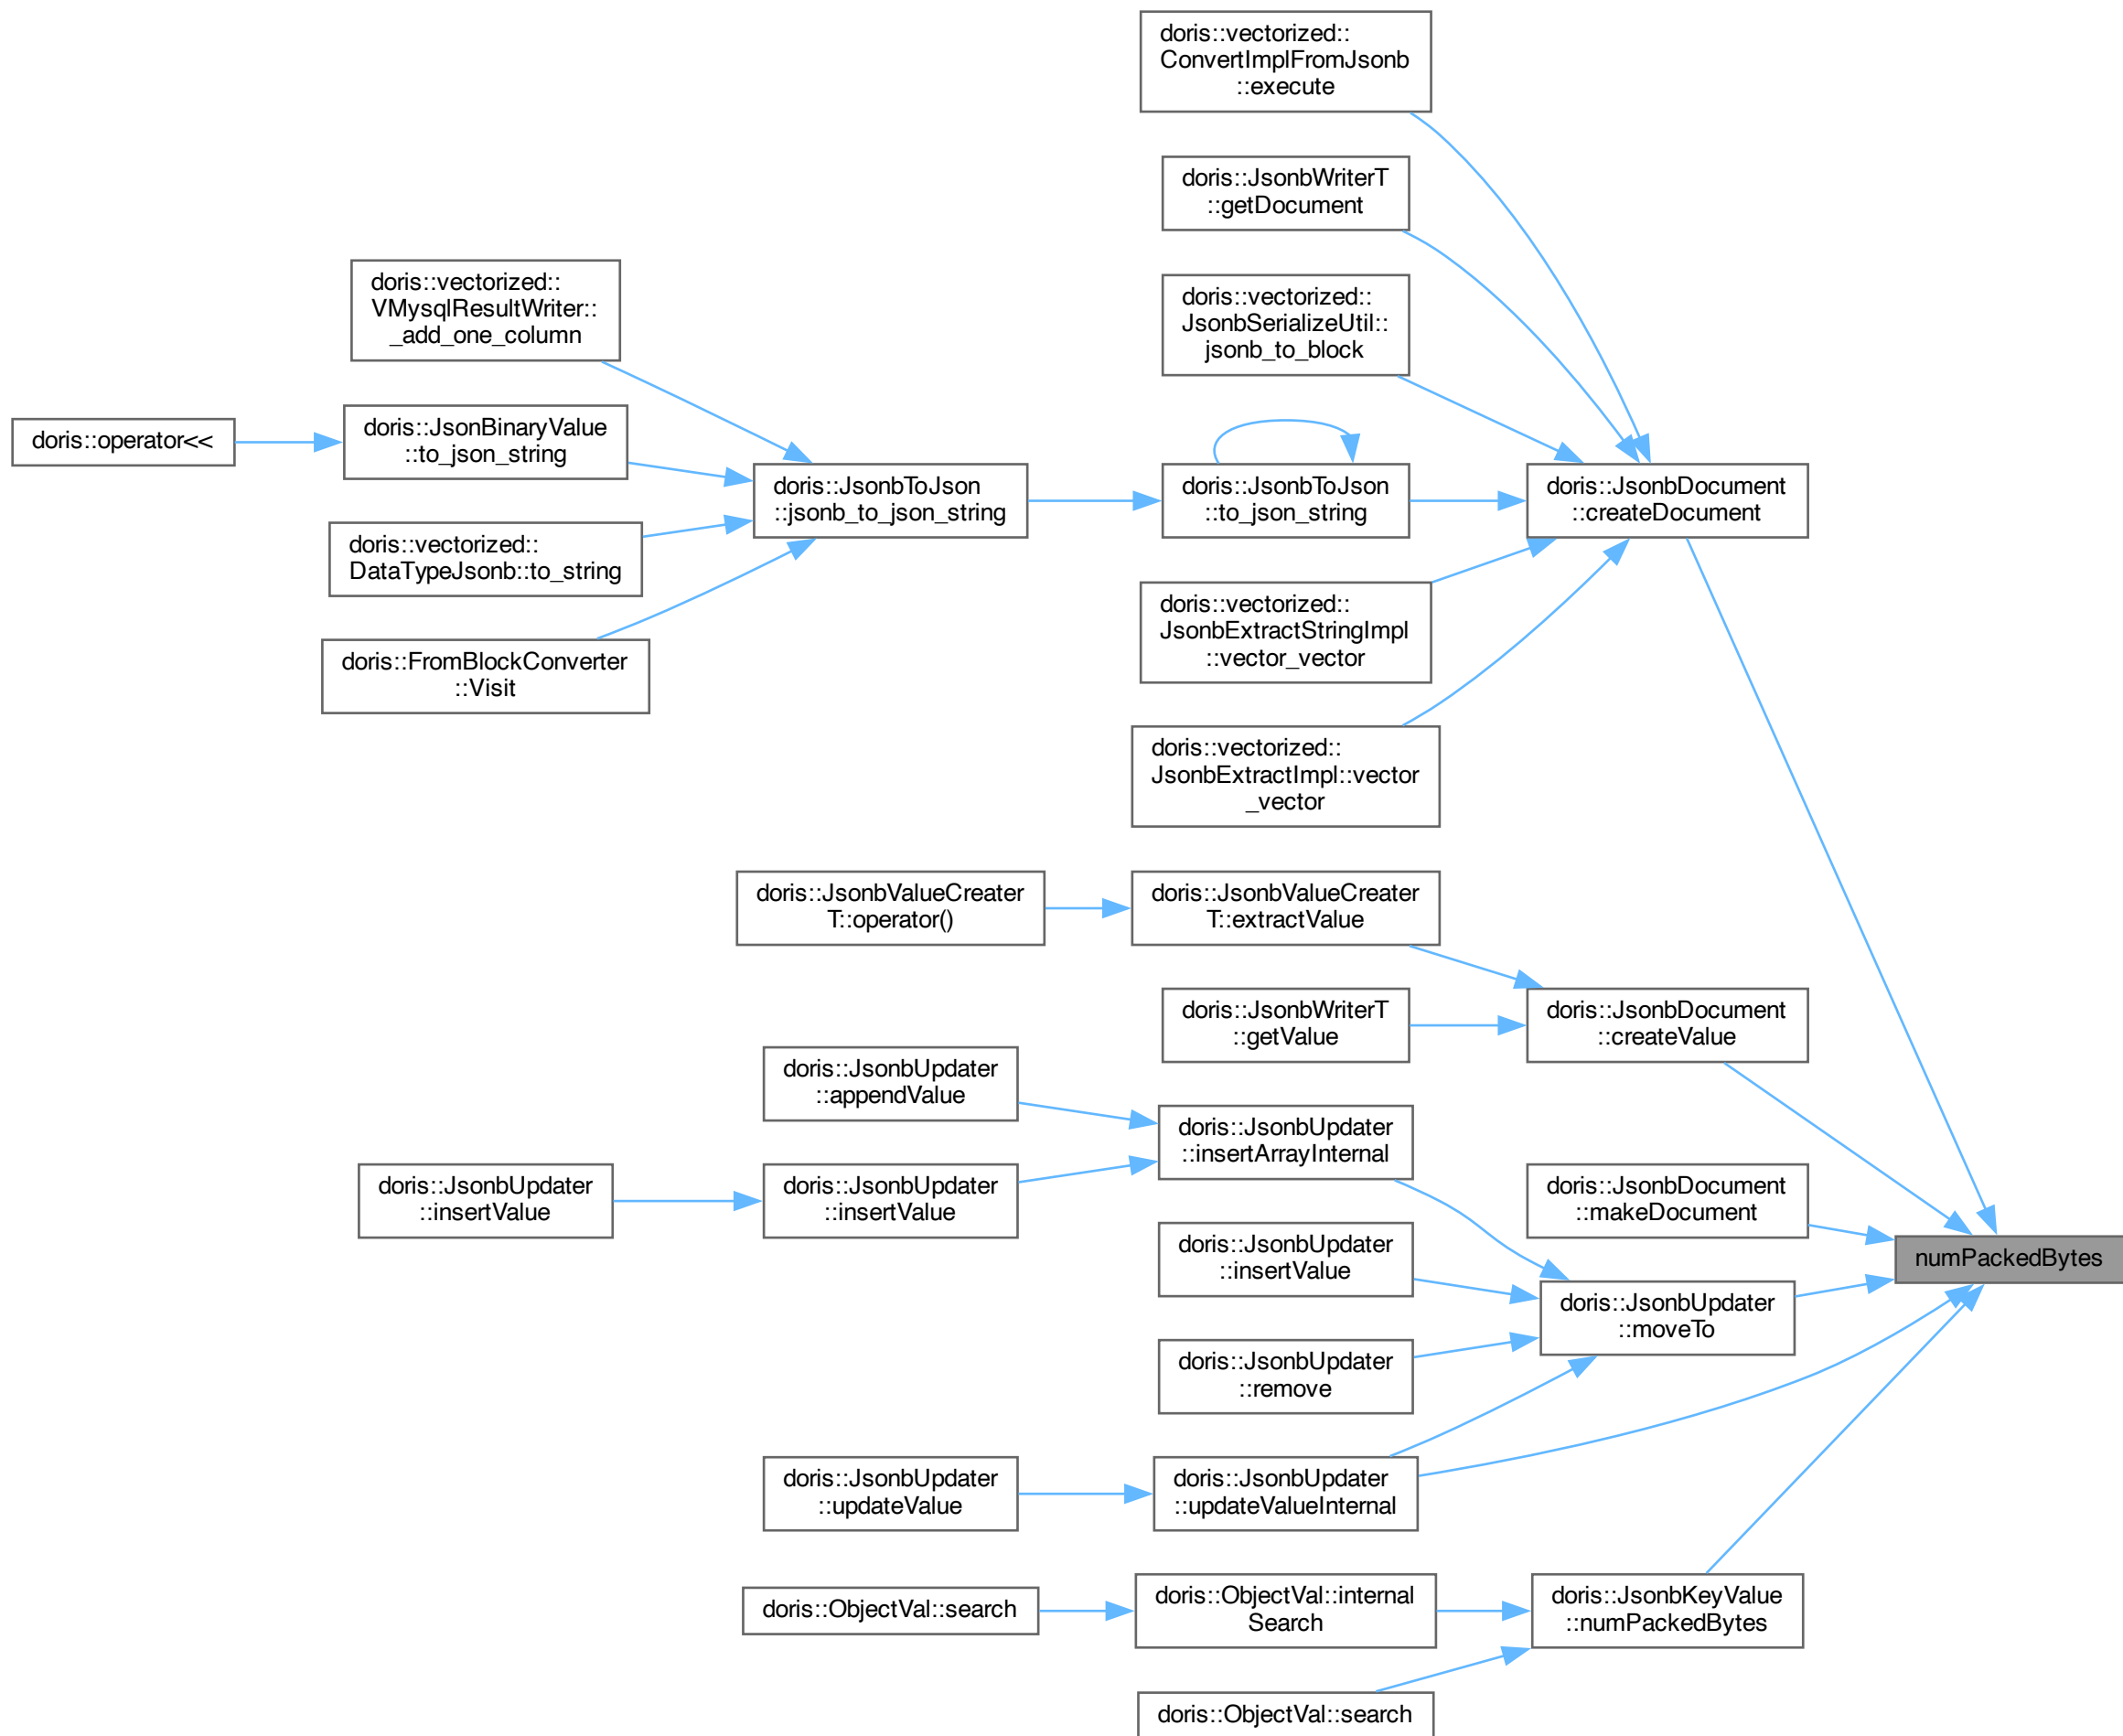 doris::vectorized::
ConvertImplFromJsonb
::execute
doris::JsonbWriterT
::getDocument
doris::vectorized::
VMysqlResultWriter::
_add_one_column
doris::vectorized::
JsonbSerializeUtil::
jsonb_to_block
doris::operator<<
doris::JsonBinaryValue
::to_json_string
doris::JsonbToJson
::jsonb_to_json_string
doris::JsonbToJson
::to_json_string
doris::JsonbDocument
::createDocument
doris::vectorized::
DataTypeJsonb::to_string
doris::vectorized::
JsonbExtractStringImpl
::vector_vector
doris::FromBlockConverter
::Visit
doris::vectorized::
JsonbExtractImpl::vector
_vector
doris::JsonbValueCreater
T::operator()
doris::JsonbValueCreater
T::extractValue
doris::JsonbWriterT
::getValue
doris::JsonbDocument
::createValue
doris::JsonbUpdater
::appendValue
doris::JsonbUpdater
::insertArrayInternal
doris::JsonbUpdater
::insertValue
doris::JsonbUpdater
::insertValue
doris::JsonbDocument
::makeDocument
doris::JsonbUpdater
::insertValue
numPackedBytes
doris::JsonbUpdater
::moveTo
doris::JsonbUpdater
::remove
doris::JsonbUpdater
::updateValue
doris::JsonbUpdater
::updateValueInternal
doris::ObjectVal::search
doris::ObjectVal::internal
Search
doris::JsonbKeyValue
::numPackedBytes
doris::ObjectVal::search